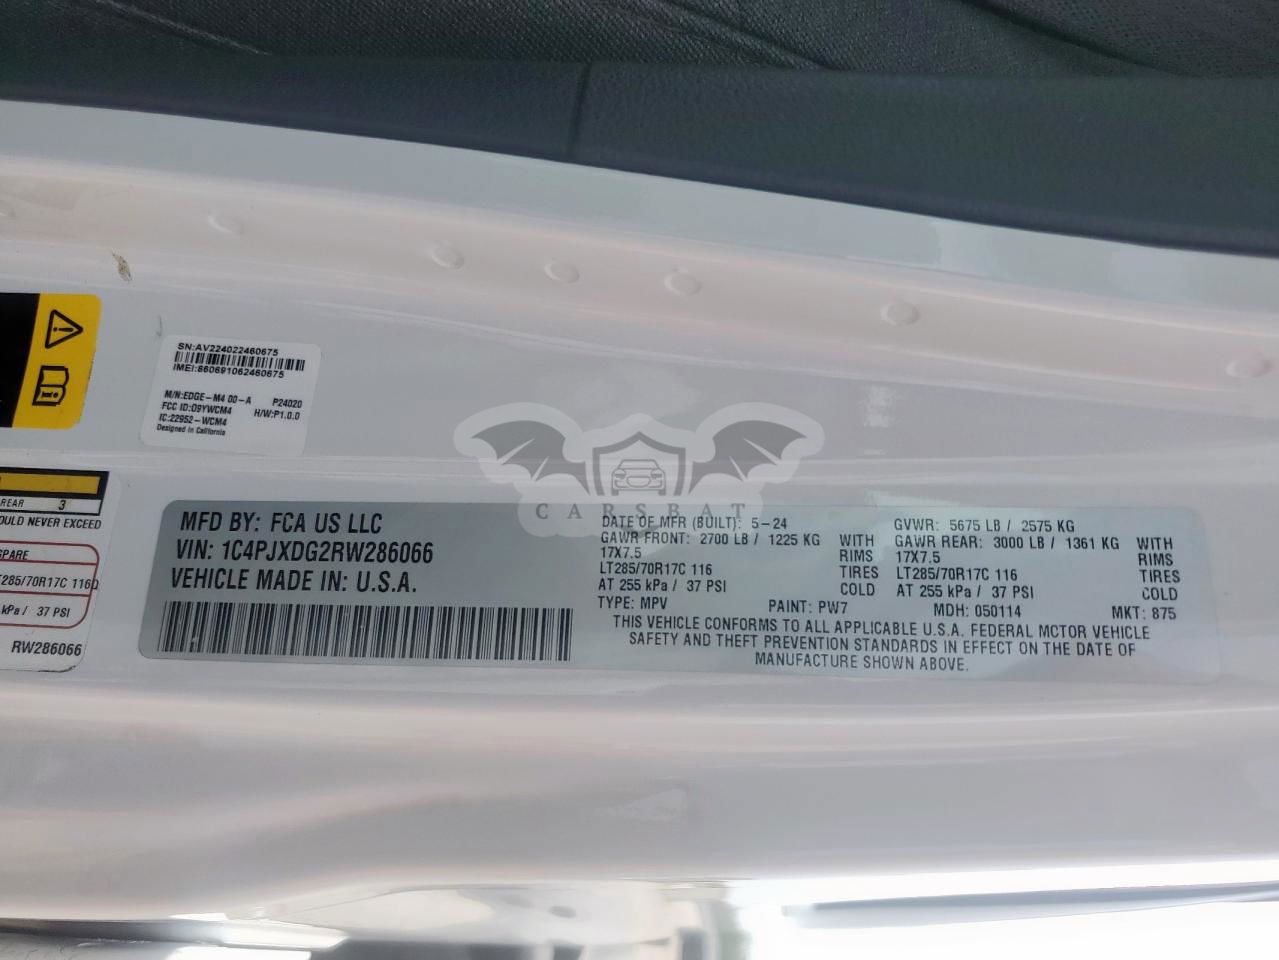 SN:AV224022460675
IMEI:860691062460675
M/N:EDGE-M4 00-A P24020
FCC ID:O9YWCM4 H/W:P1.0.0
IC:22952-WCM4
Designed in California
REAR 3
OULD NEVER EXCEED
SPARE
LT285/70R17C 116Q
kPa / 37 PSI
RW286066
CARSBAT
MFD BY: FCA US LLC
VIN: 1C4PJXDG2RW286066
VEHICLE MADE IN: U.S.A.
DATE OF MFR (BUILT): 5-24 GVWR: 5675 LB / 2575 KG
GAWR FRONT: 2700 LB / 1225 KG WITH GAWR REAR: 3000 LB / 1361 KG WITH
17X7.5 RIMS 17X7.5 RIMS
LT285/70R17C 116 TIRES LT285/70R17C 116 TIRES
AT 255 kPa / 37 PSI COLD AT 255 kPa / 37 PSI COLD
TYPE: MPV PAINT: PW7 MDH: 050114 MKT: 875
THIS VEHICLE CONFORMS TO ALL APPLICABLE U.S.A. FEDERAL MOTOR VEHICLE
SAFETY AND THEFT PREVENTION STANDARDS IN EFFECT ON THE DATE OF
MANUFACTURE SHOWN ABOVE.